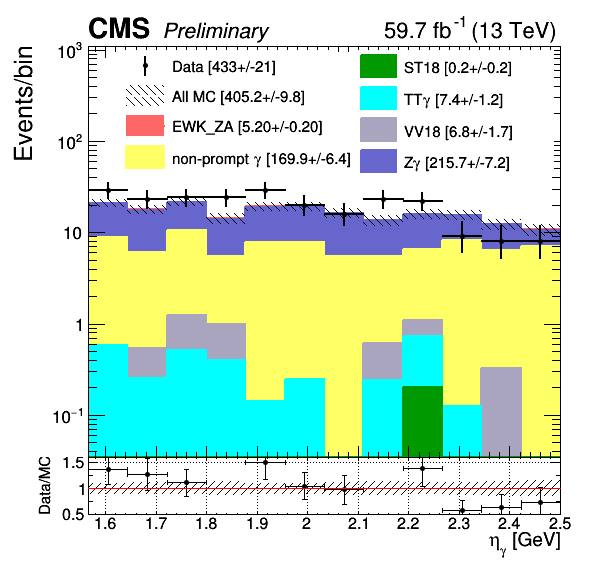 CMS Preliminary 59.7 fb⁻¹ (13 TeV)
Events/bin
10³
10²
10
1
10⁻¹
Data [433+/-21]
All MC [405.2+/-9.8]
EWK_ZA [5.20+/-0.20]
non-prompt γ [169.9+/-6.4]
ST18 [0.2+/-0.2]
TTγ [7.4+/-1.2]
VV18 [6.8+/-1.7]
Zγ [215.7+/-7.2]
Data/MC
1.5
1
0.5
1.6 1.7 1.8 1.9 2 2.1 2.2 2.3 2.4 2.5
ηγ [GeV]